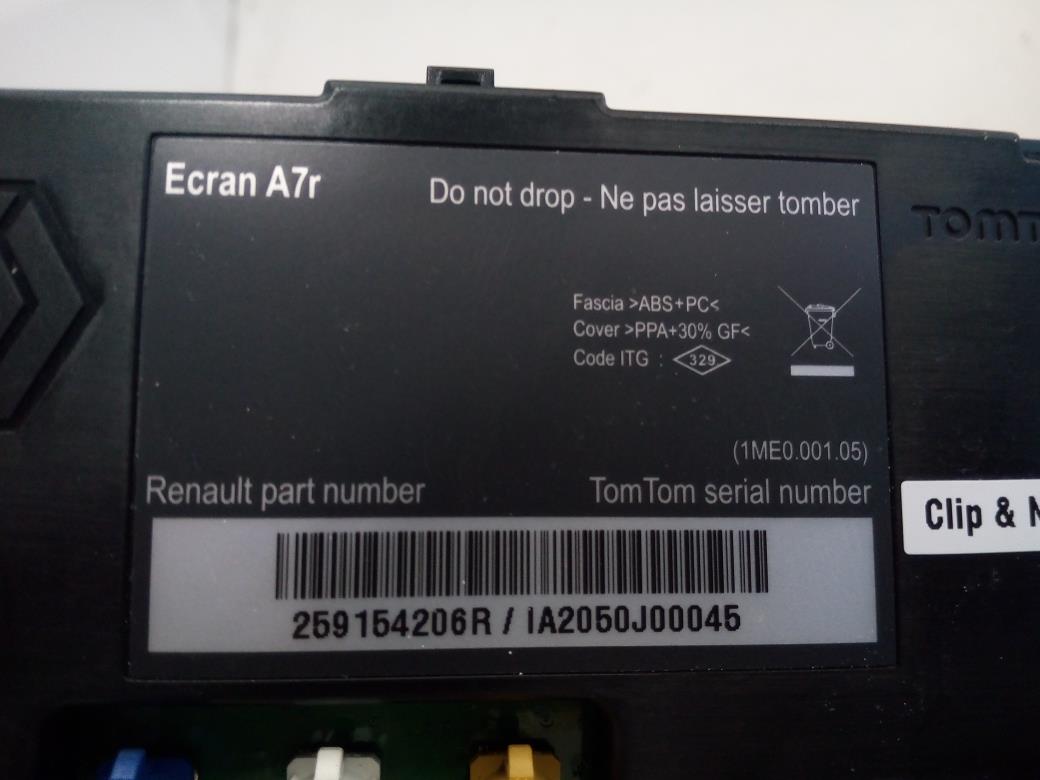 Ecran A7r
Do not drop - Ne pas laisser tomber
TOMT
Fascia >ABS+PC<
Cover >PPA+30% GF<
Code ITG : 329
(1ME0.001.05)
Renault part number
TomTom serial number
Clip &
259154206R / IA2050J00045